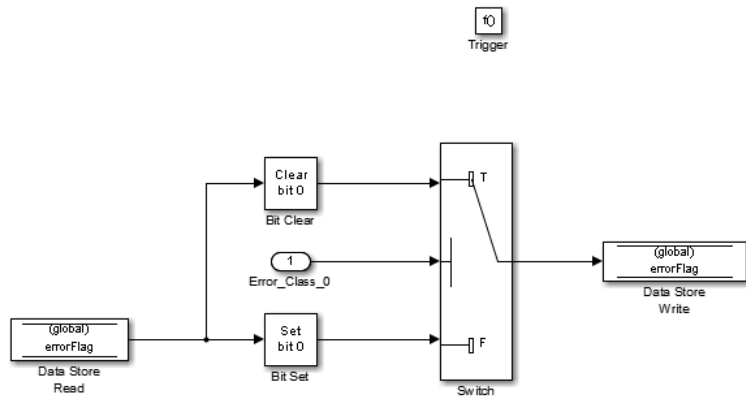 f()
Trigger
Clear
bit 0
Bit Clear
T
1
Error_Class_0
(global)
errorFlag
Data Store
Write
(global)
errorFlag
Data Store
Read
Set
bit 0
Bit Set
F
Switch